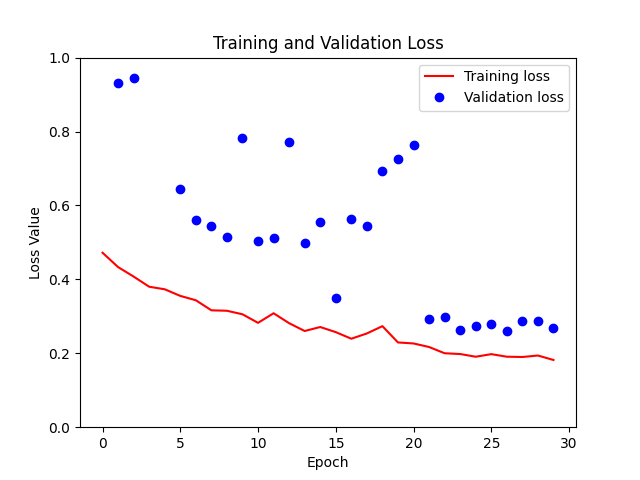 Training and Validation Loss
1.0
0.8
0.6
0.4
0.2
0.0
Loss Value
Training loss
Validation loss
0 5 10 15 20 25 30
Epoch